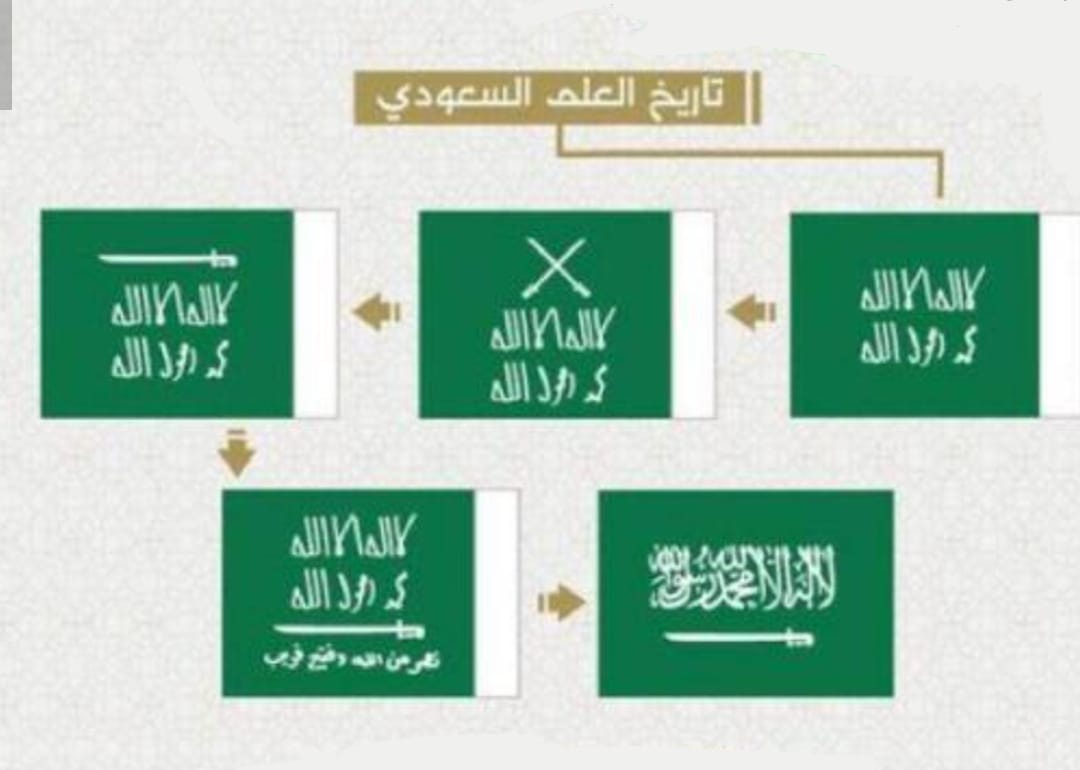 تاريخ العلم السعودي
لا اله الا الله
محمد رسول الله
لا اله الا الله
محمد رسول الله
لا اله الا الله
محمد رسول الله
لا اله الا الله
محمد رسول الله
نصر من الله وفتح قريب
لا إله إلا الله محمد رسول الله